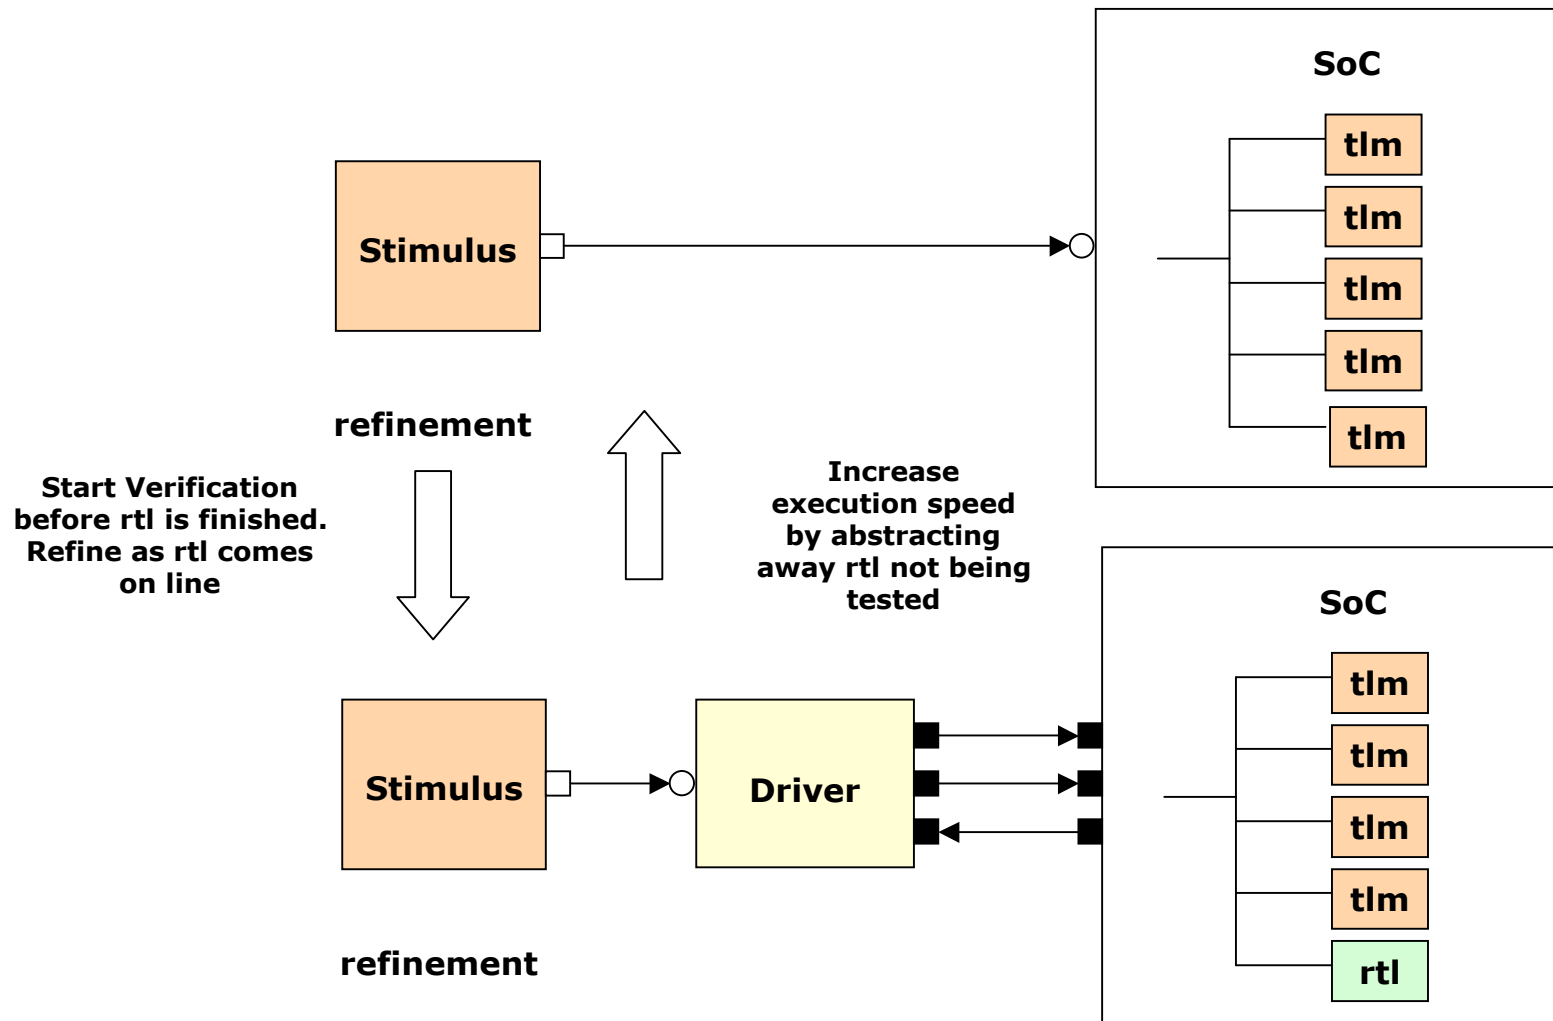 SoC
tlm
tlm
Stimulus
tlm
tlm
tlm
refinement
Start Verification
before rtl is finished.
Refine as rtl comes
on line
Increase
execution speed
by abstracting
away rtl not being
tested
SoC
tlm
tlm
Stimulus
Driver
tlm
tlm
rtl
refinement